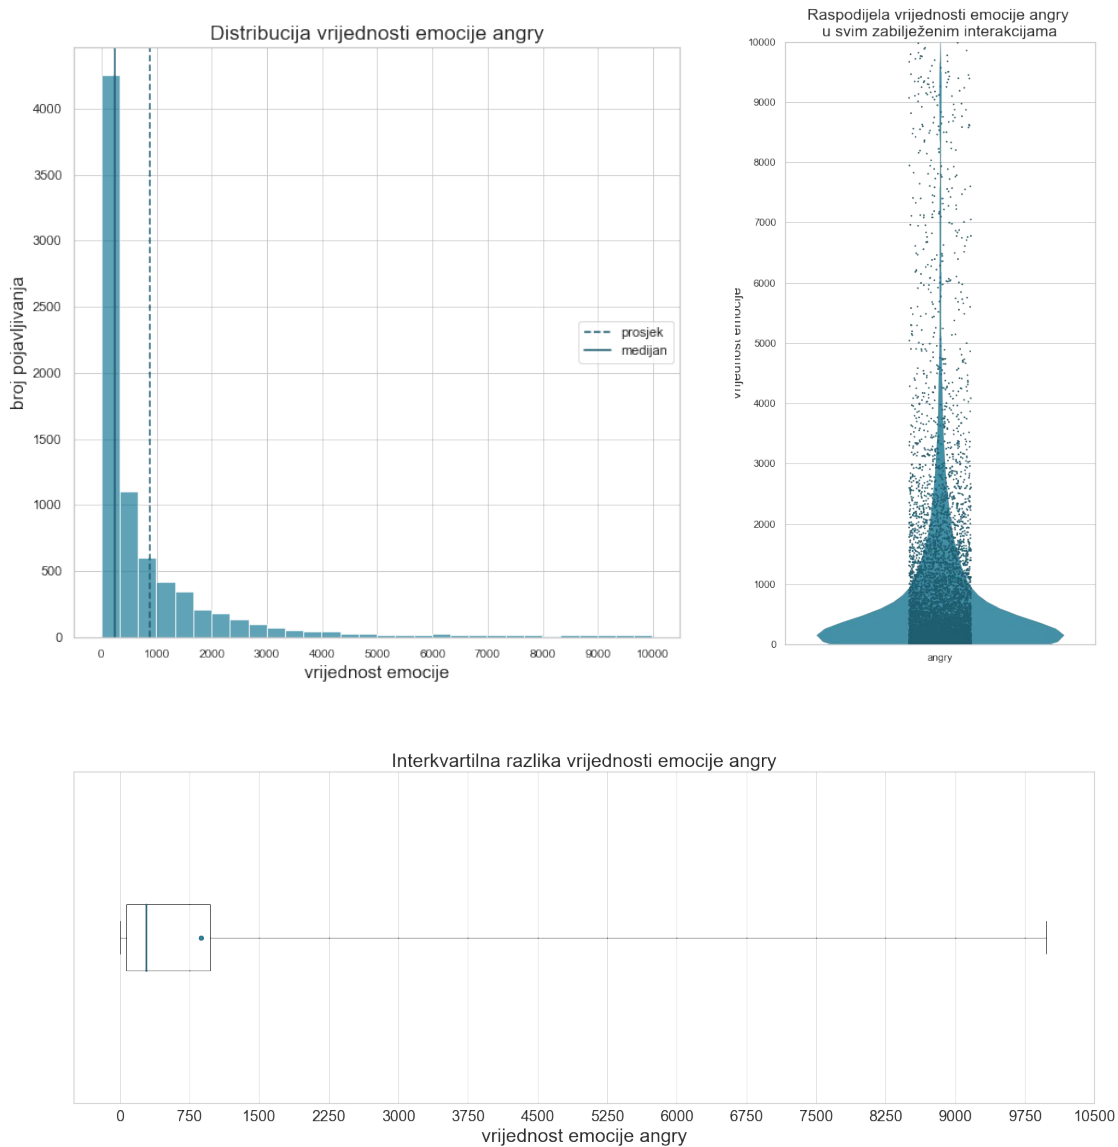 Distribucija vrijednosti emocije angry
broj pojavljivanja
4000
3500
3000
2500
2000
1500
1000
500
0
prosjek
medijan
0 1000 2000 3000 4000 5000 6000 7000 8000 9000 10000
vrijednost emocije
Raspodijela vrijednosti emocije angry
u svim zabilježenim interakcijama
vrijednost emocije
10000
9000
8000
7000
6000
5000
4000
3000
2000
1000
0
angry
Interkvartilna razlika vrijednosti emocije angry
0 750 1500 2250 3000 3750 4500 5250 6000 6750 7500 8250 9000 9750 10500
vrijednost emocije angry